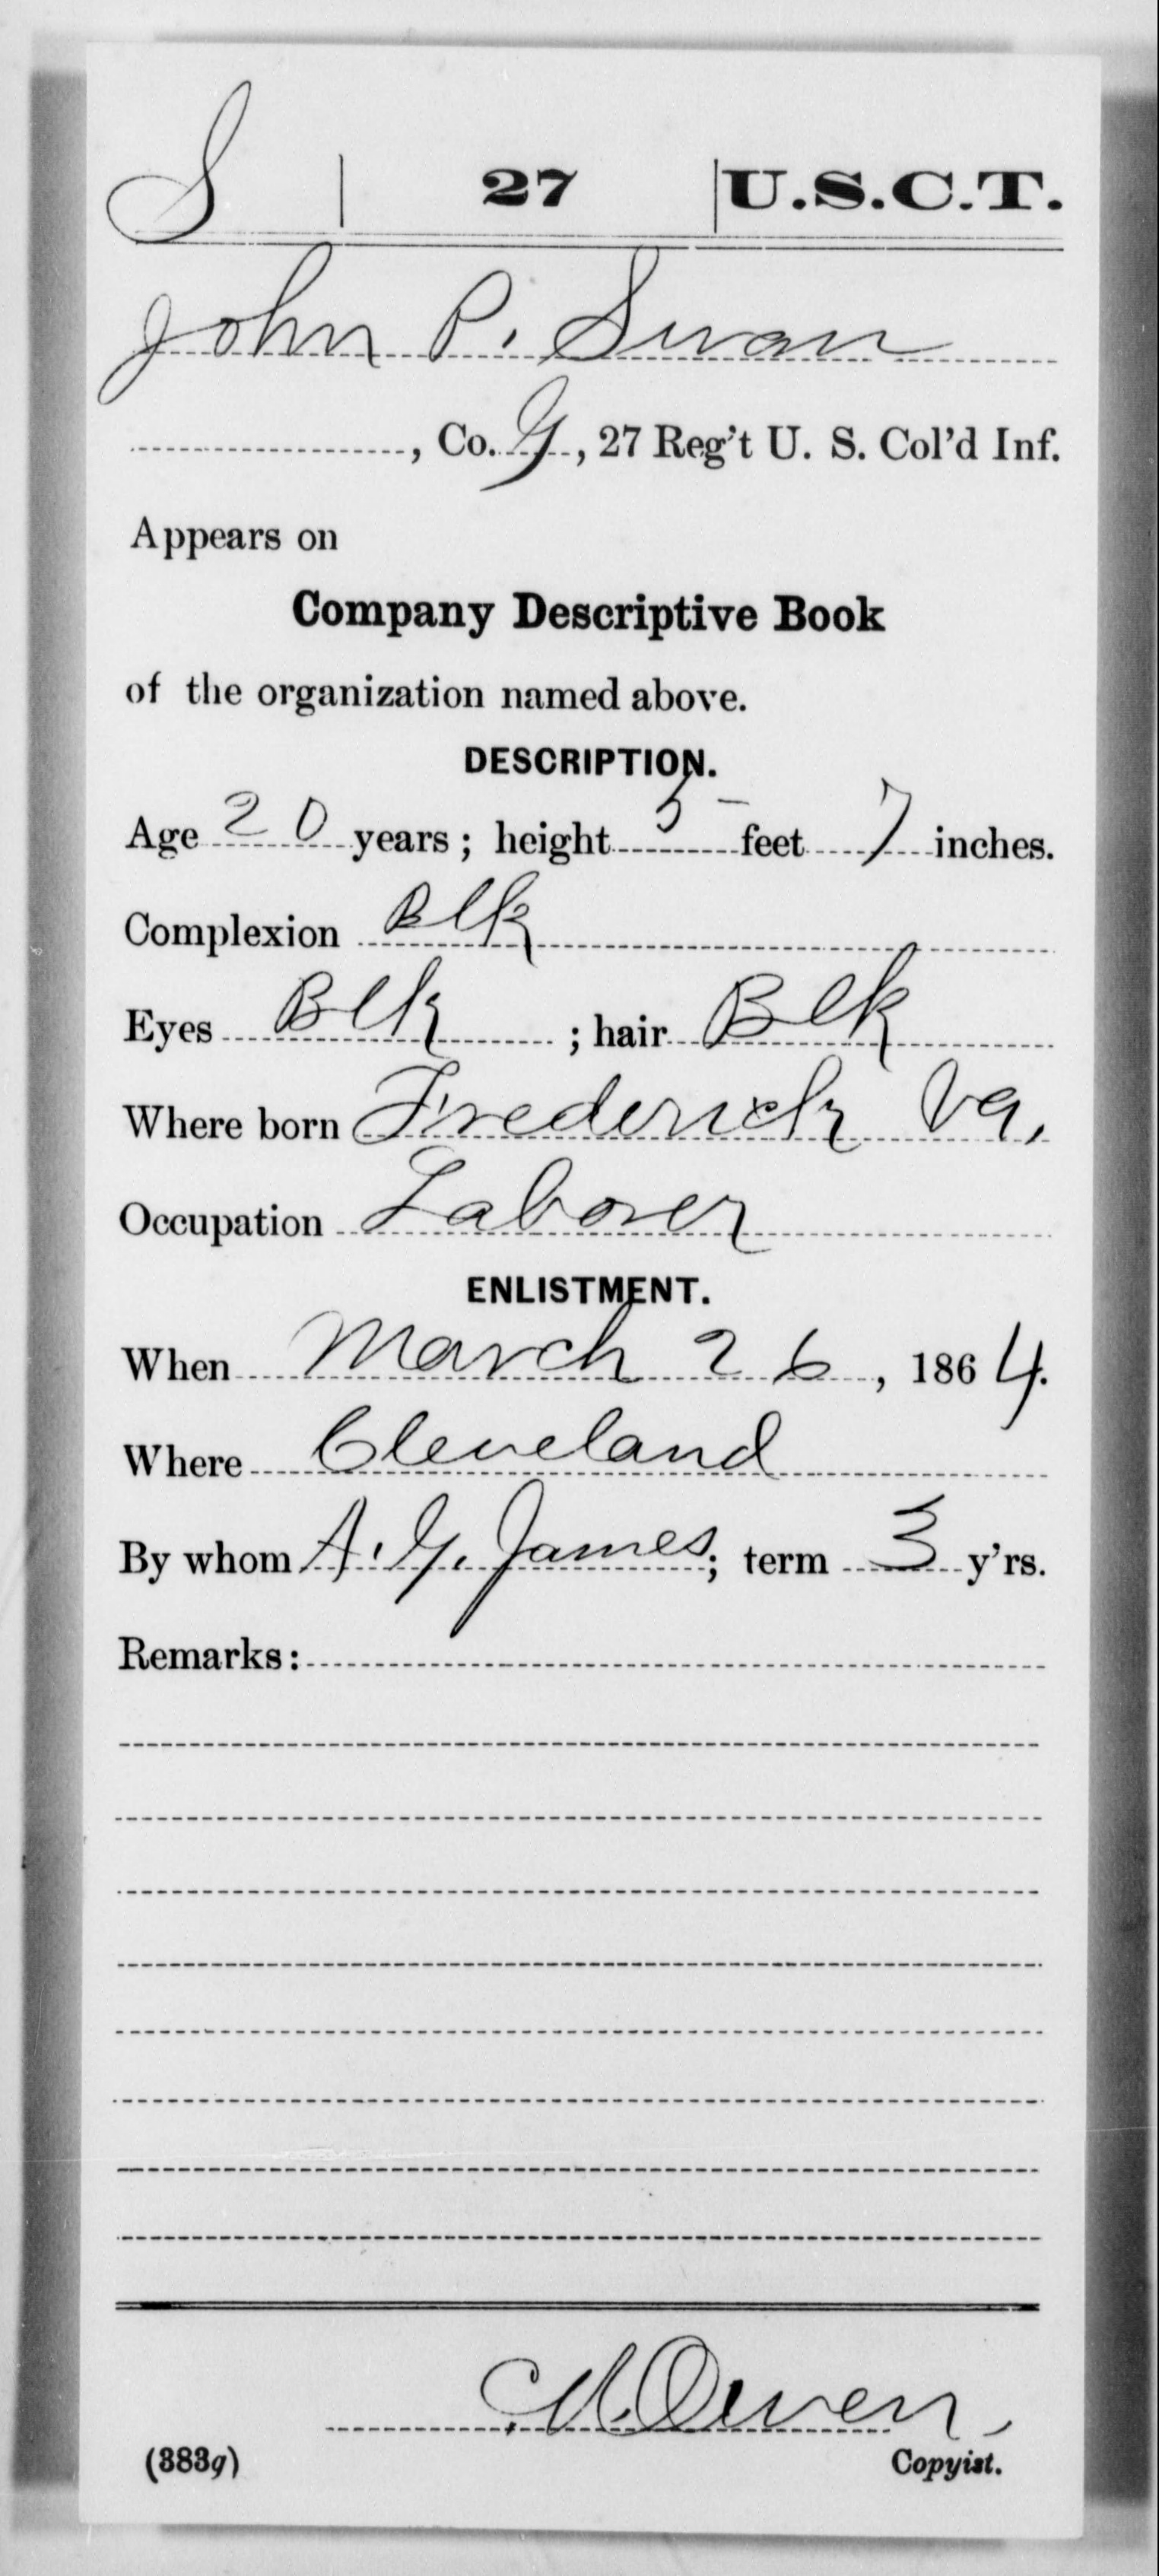 S | 27 | U.S.C.T.
John P. Swan
, Co. G, 27 Reg't U. S. Col'd Inf.
Appears on
Company Descriptive Book
of the organization named above.
DESCRIPTION.
Age 20 years; height 5 feet 7 inches.
Complexion Blk
Eyes Blk ; hair Blk
Where born Frederick Va,
Occupation Laborer
ENLISTMENT.
When March 26, 1864.
Where Cleveland
By whom A. G. James; term 3 y'rs.
Remarks:
M. Owen,
(383g) Copyist.